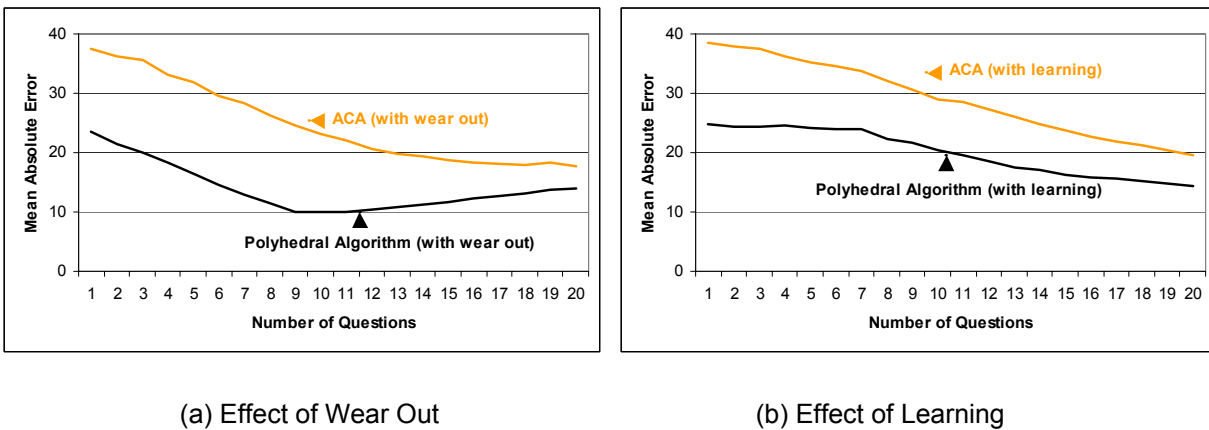 40
30
20
10
0
Mean Absolute Error
ACA (with wear out)
Polyhedral Algorithm (with wear out)
1 2 3 4 5 6 7 8 9 10 11 12 13 14 15 16 17 18 19 20
Number of Questions
40
30
20
10
0
Mean Absolute Error
ACA (with learning)
Polyhedral Algorithm (with learning)
1 2 3 4 5 6 7 8 9 10 11 12 13 14 15 16 17 18 19 20
Number of Questions
(a) Effect of Wear Out
(b) Effect of Learning